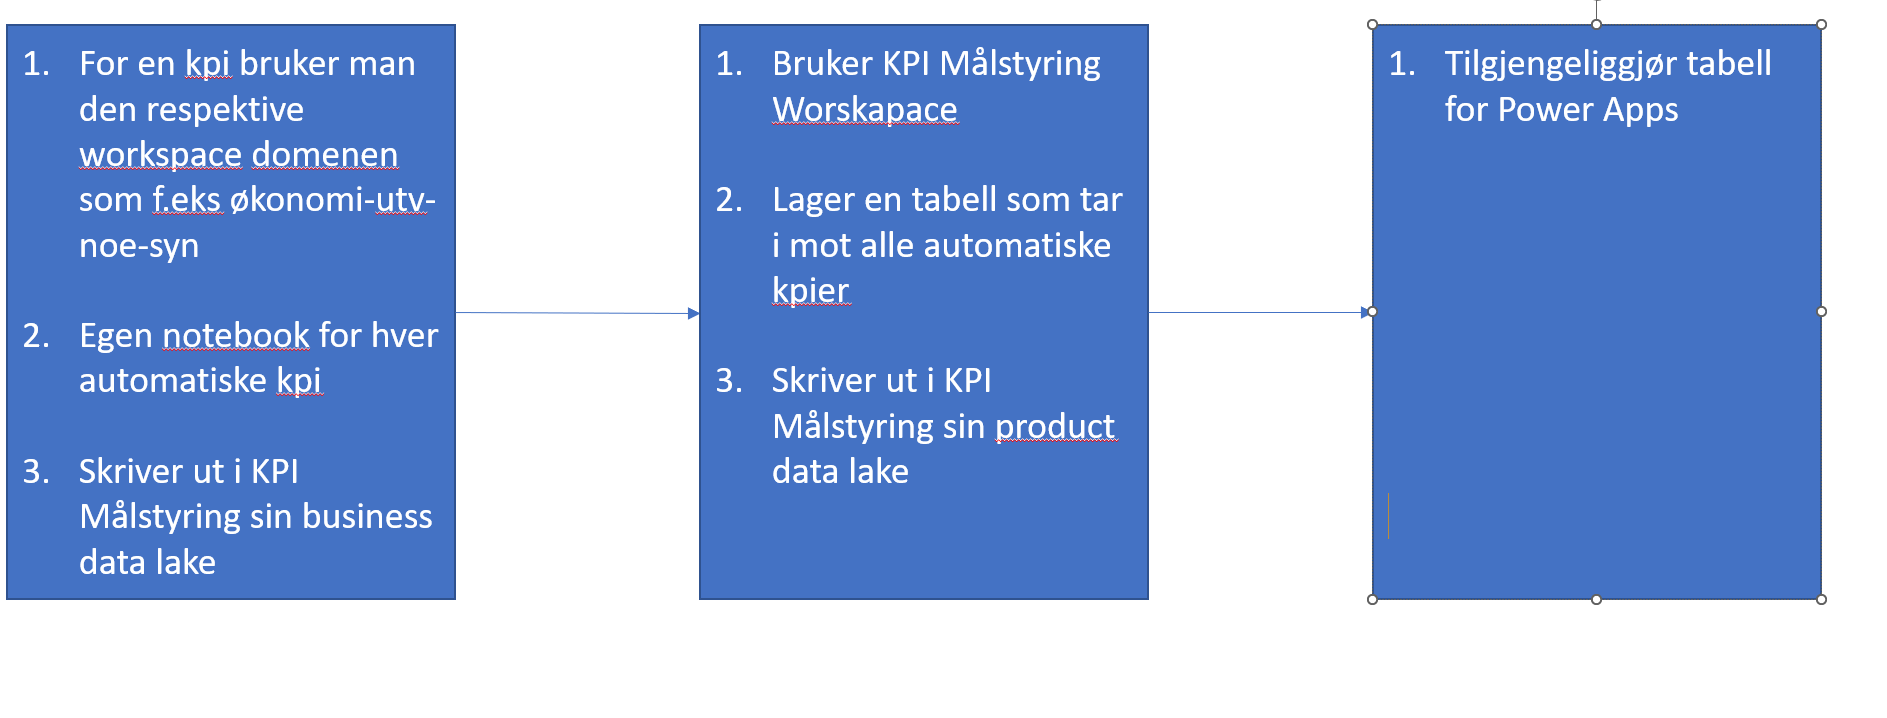 1. For en kpi bruker man
den respektive
workspace domenen
som f.eks økonomi-utv-
noe-syn
2. Egen notebook for hver
automatiske kpi
3. Skriver ut i KPI
Målstyring sin business
data lake
1. Bruker KPI Målstyring
Worskapace
2. Lager en tabell som tar
i mot alle automatiske
kpier
3. Skriver ut i KPI
Målstyring sin product
data lake
1. Tilgjengeliggjør tabell
for Power Apps